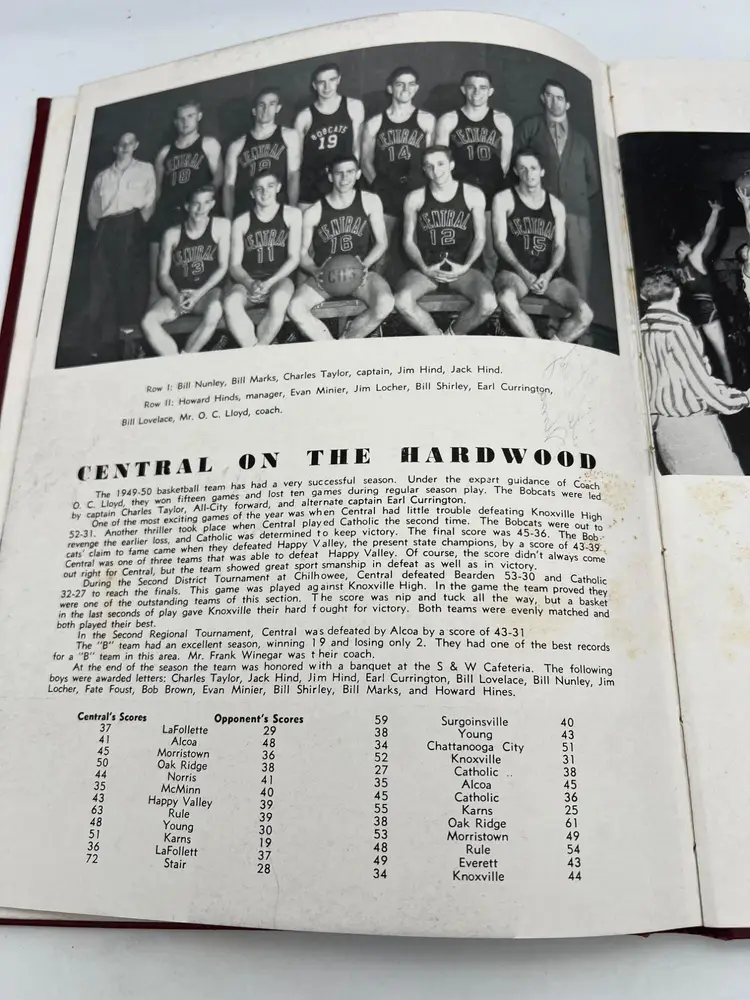 BOBCATS
19
CENTRAL
18
CENTRAL
CENTRAL
14
CENTRAL
10
CENTRAL
13
CENTRAL
11
CENTRAL
16
CHS
CENTRAL
12
CENTRAL
15
31
Row I: Bill Nunley, Bill Marks, Charles Taylor, captain, Jim Hind, Jack Hind.
Row II: Howard Hinds, manager, Evan Minier, Jim Locher, Bill Shirley, Earl Currington,
Bill Lovelace, Mr. O. C. Lloyd, coach.
CENTRAL ON THE HARDWOOD
The 1949-50 basketball team has had a very successful season. Under the expart guidance of Coach
O. C. Lloyd, they won fifteen games and lost ten games during regular season play. The Bobcats were led
by captain Charles Taylor, All-City forward, and alternate captain Earl Currington.
One of the most exciting games of the year was when Central had little trouble defeating Knoxville High
52-31. Another thriller took place when Central played Catholic the second time. The Bobcats were out to
revenge the earlier loss, and Catholic was determined to keep victory. The final score was 45-36. The Bob-
cats' claim to fame came when they defeated Happy Valley, the present state champions, by a score of 43-39.
Central was one of three teams that was able to defeat Happy Valley. Of course, the score didn't always come
out right for Central, but the team showed great sportsmanship in defeat as well as in victory.
During the Second District Tournament at Chilhowee, Central defeated Bearden 53-30 and Catholic
32-27 to reach the finals. This game was played against Knoxville High. In the game the team proved they
were one of the outstanding teams of this section. The score was nip and tuck all the way, but a basket
in the last seconds of play gave Knoxville their hard fought for victory. Both teams were evenly matched and
both played their best.
In the Second Regional Tournament, Central was defeated by Alcoa by a score of 43-31
The "B" team had an excellent season, winning 19 and losing only 2. They had one of the best records
for a "B" team in this area. Mr. Frank Winegar was their coach.
At the end of the season the team was honored with a banquet at the S & W Cafeteria. The following
boys were awarded letters: Charles Taylor, Jack Hind, Jim Hind, Earl Currington, Bill Lovelace, Bill Nunley, Jim
Locher, Fate Foust, Bob Brown, Evan Minier, Bill Shirley, Bill Marks, and Howard Hines.
Central's Scores Opponent's Scores
37 LaFollette 29
41 Alcoa 48
45 Morristown 36
50 Oak Ridge 38
44 Norris 41
35 McMinn 40
43 Happy Valley 39
63 Rule 39
48 Young 30
51 Karns 19
36 LaFollett 37
72 Stair 28
59 Surgoinsville 40
38 Young 43
34 Chattanooga City 51
52 Knoxville 31
27 Catholic 38
35 Alcoa 45
45 Catholic 36
55 Karns 25
38 Oak Ridge 61
53 Morristown 49
48 Rule 54
49 Everett 43
34 Knoxville 44